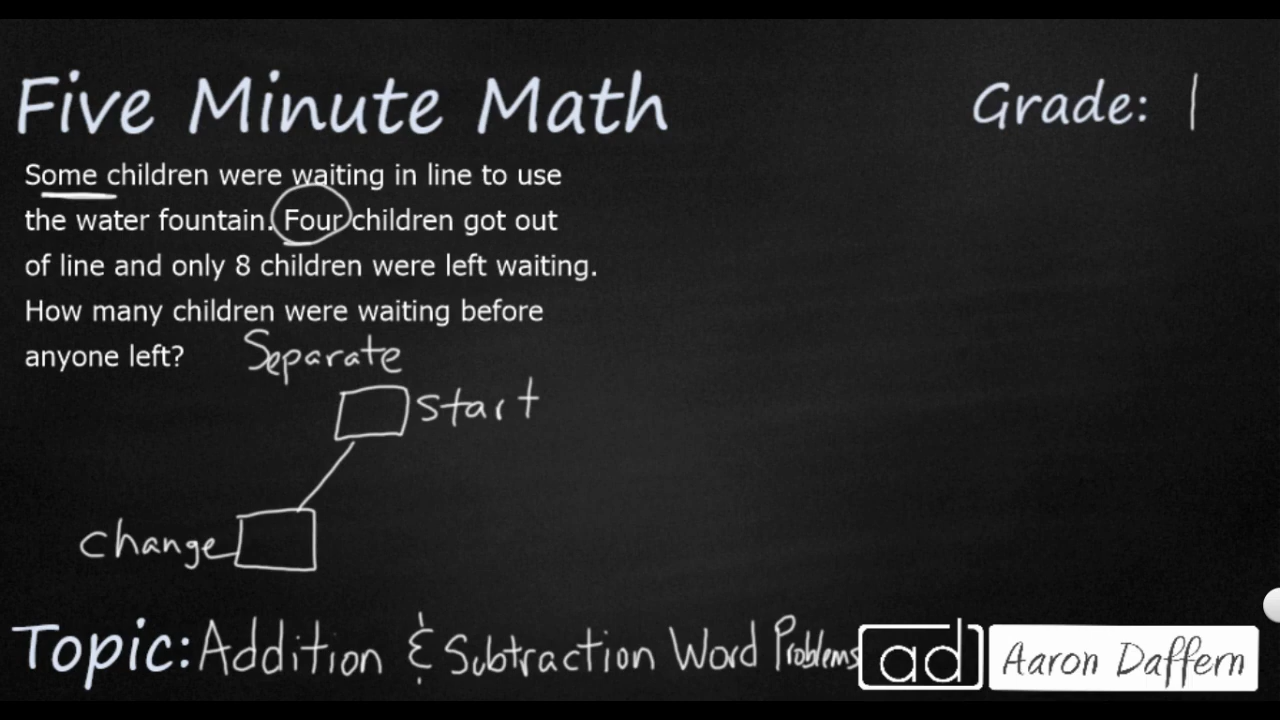 Five Minute Math
Grade: 1
Some children were waiting in line to use
the water fountain. Four children got out
of line and only 8 children were left waiting.
How many children were waiting before
anyone left?
Separate
Start
Change
Topic: Addition & Subtraction Word Problems
ad
Aaron Daffern